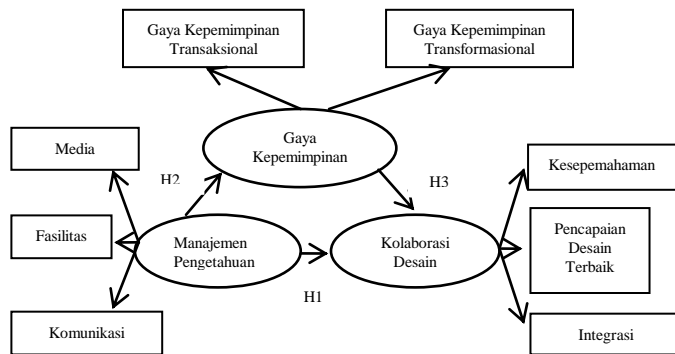 Gaya Kepemimpinan
Transaksional
Gaya Kepemimpinan
Transformasional
Gaya
Kepemimpinan
Media
H2
H3
Kesepemahaman
Fasilitas
Manajemen
Pengetahuan
Kolaborasi
Desain
Pencapaian
Desain
Terbaik
H1
Komunikasi
Integrasi